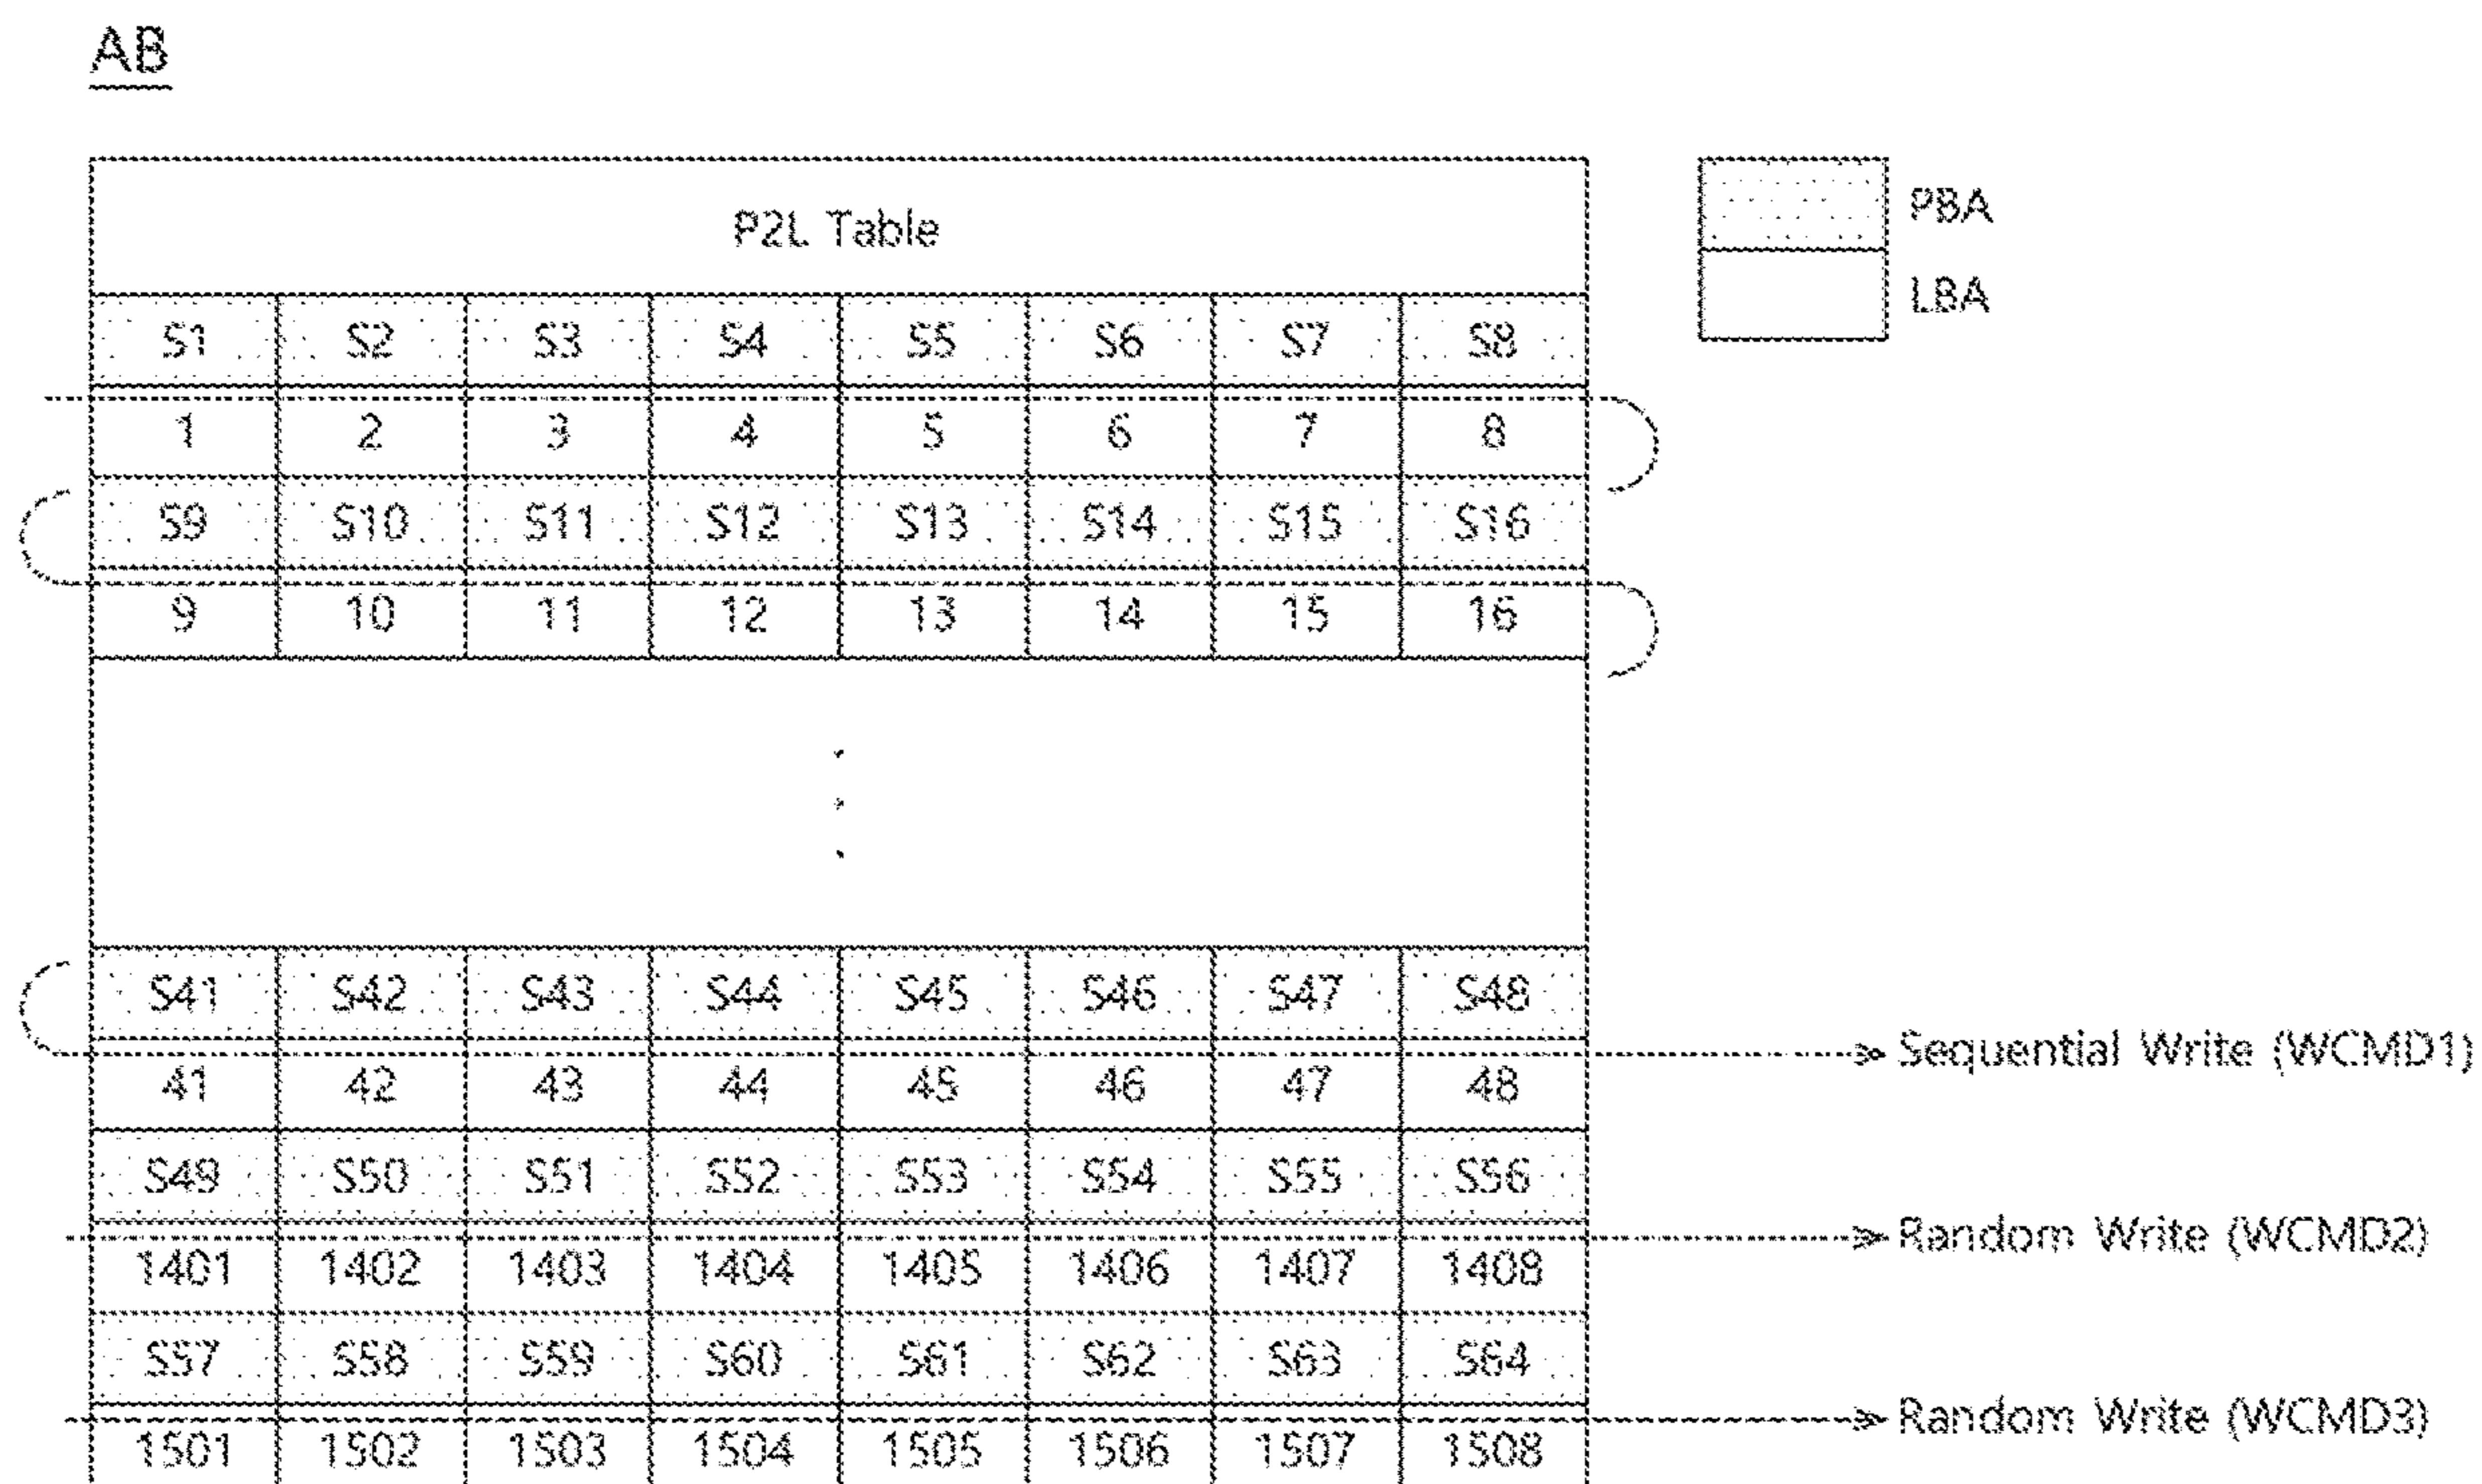 AB
P2L Table
PBA
LBA
S1 S2 S3 S4 S5 S6 S7 S8
1 2 3 4 5 6 7 8
S9 S10 S11 S12 S13 S14 S15 S16
9 10 11 12 13 14 15 16
S41 S42 S43 S44 S45 S46 S47 S48
Sequential Write (WCMD1)
41 42 43 44 45 46 47 48
S49 S50 S51 S52 S53 S54 S55 S56
Random Write (WCMD2)
1401 1402 1403 1404 1405 1406 1407 1408
S57 S58 S59 S60 S61 S62 S63 S64
Random Write (WCMD3)
1501 1502 1503 1504 1505 1506 1507 1508